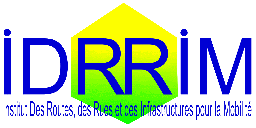 iDRRiM
Institut Des Routes, des Rues et des Infrastructures pour la Mobilité